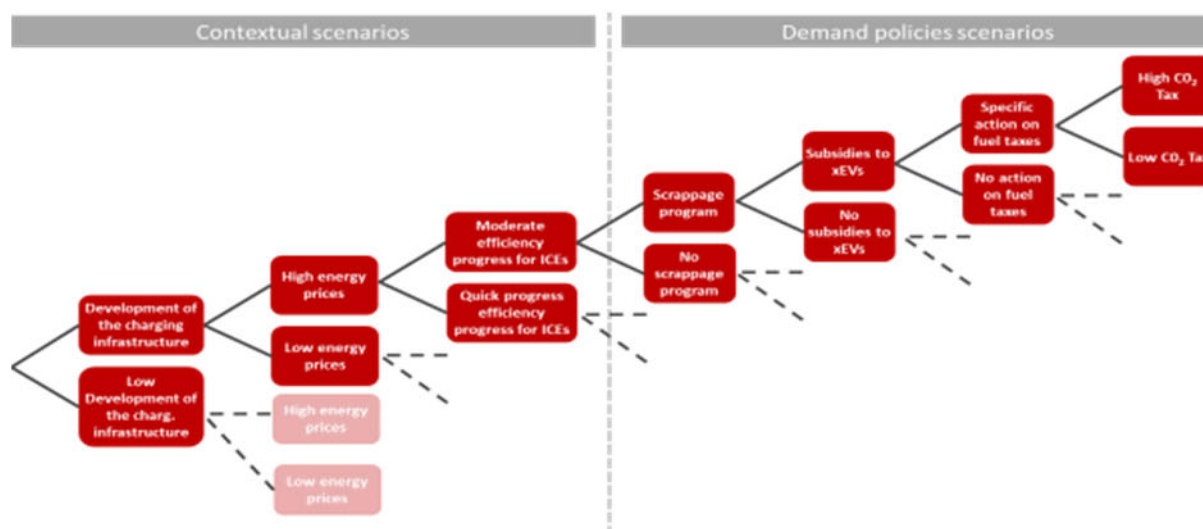 Contextual scenarios
Demand policies scenarios
High CO₂
Tax
Specific
action on
fuel taxes
Low CO₂ Tax
Subsidies to
xEVs
No action
on fuel
taxes
Scrappage
program
No
subsidies to
xEVs
Moderate
efficiency
progress for ICEs
No
scrappage
program
High energy
prices
Quick progress
efficiency
progress for ICEs
Development of
the charging
infrastructure
Low energy
prices
Low
Development of
the charg.
infrastructure
High energy
prices
Low energy
prices